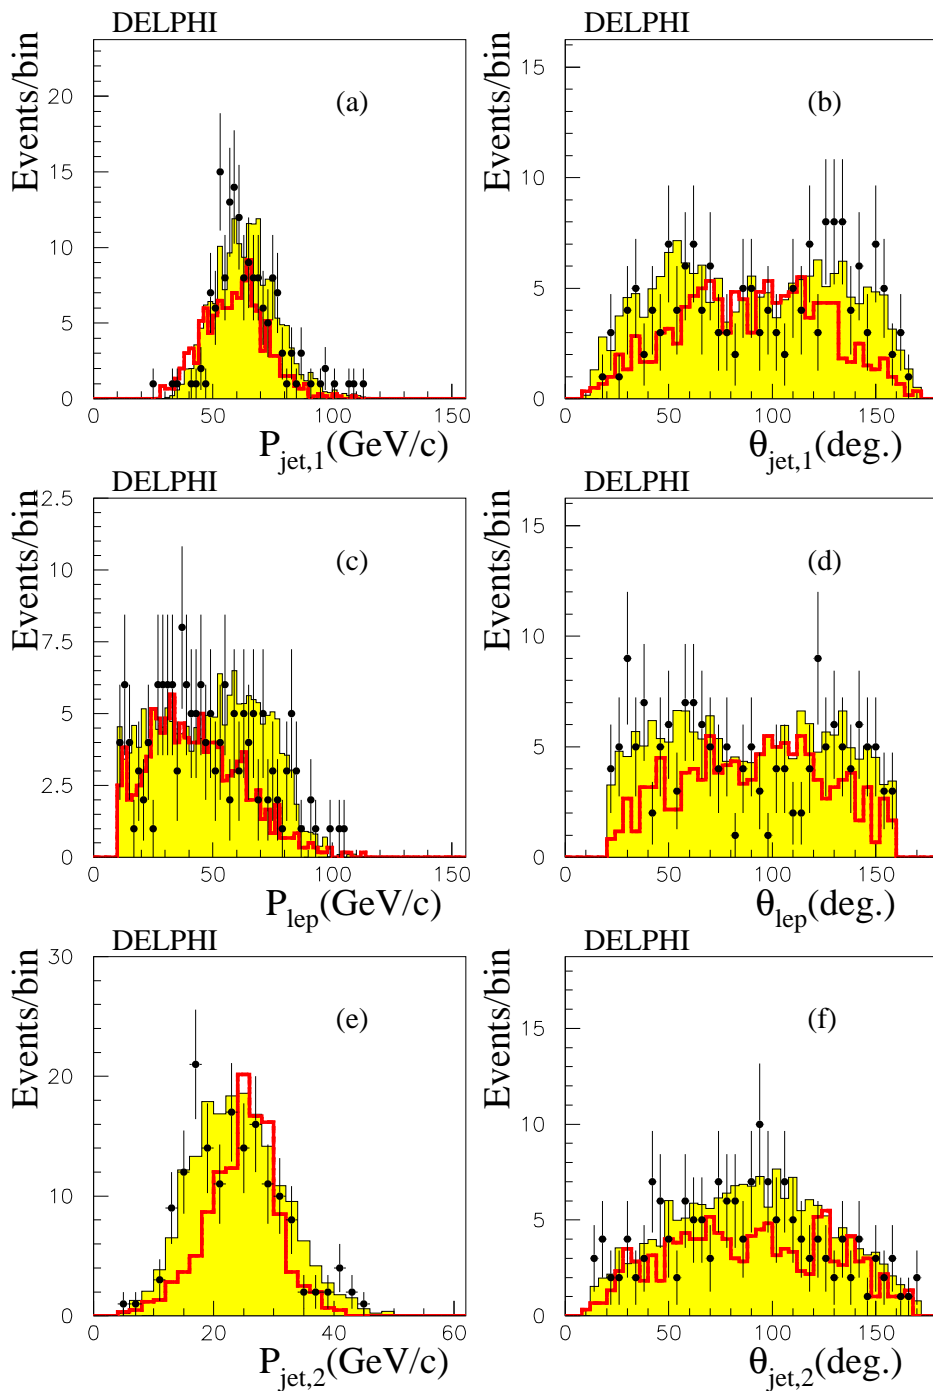 DELPHI
Events/bin
(a)
20
15
10
5
0
0 50 100 150
P_jet,1 (GeV/c)
DELPHI
Events/bin
(b)
15
10
5
0
0 50 100 150
θ_jet,1 (deg.)
DELPHI
Events/bin
(c)
12.5
10
7.5
5
2.5
0
0 50 100 150
P_lep (GeV/c)
DELPHI
Events/bin
(d)
15
10
5
0
0 50 100 150
θ_lep (deg.)
DELPHI
Events/bin
(e)
30
20
10
0
0 20 40 60
P_jet,2 (GeV/c)
DELPHI
Events/bin
(f)
15
10
5
0
0 50 100 150
θ_jet,2 (deg.)